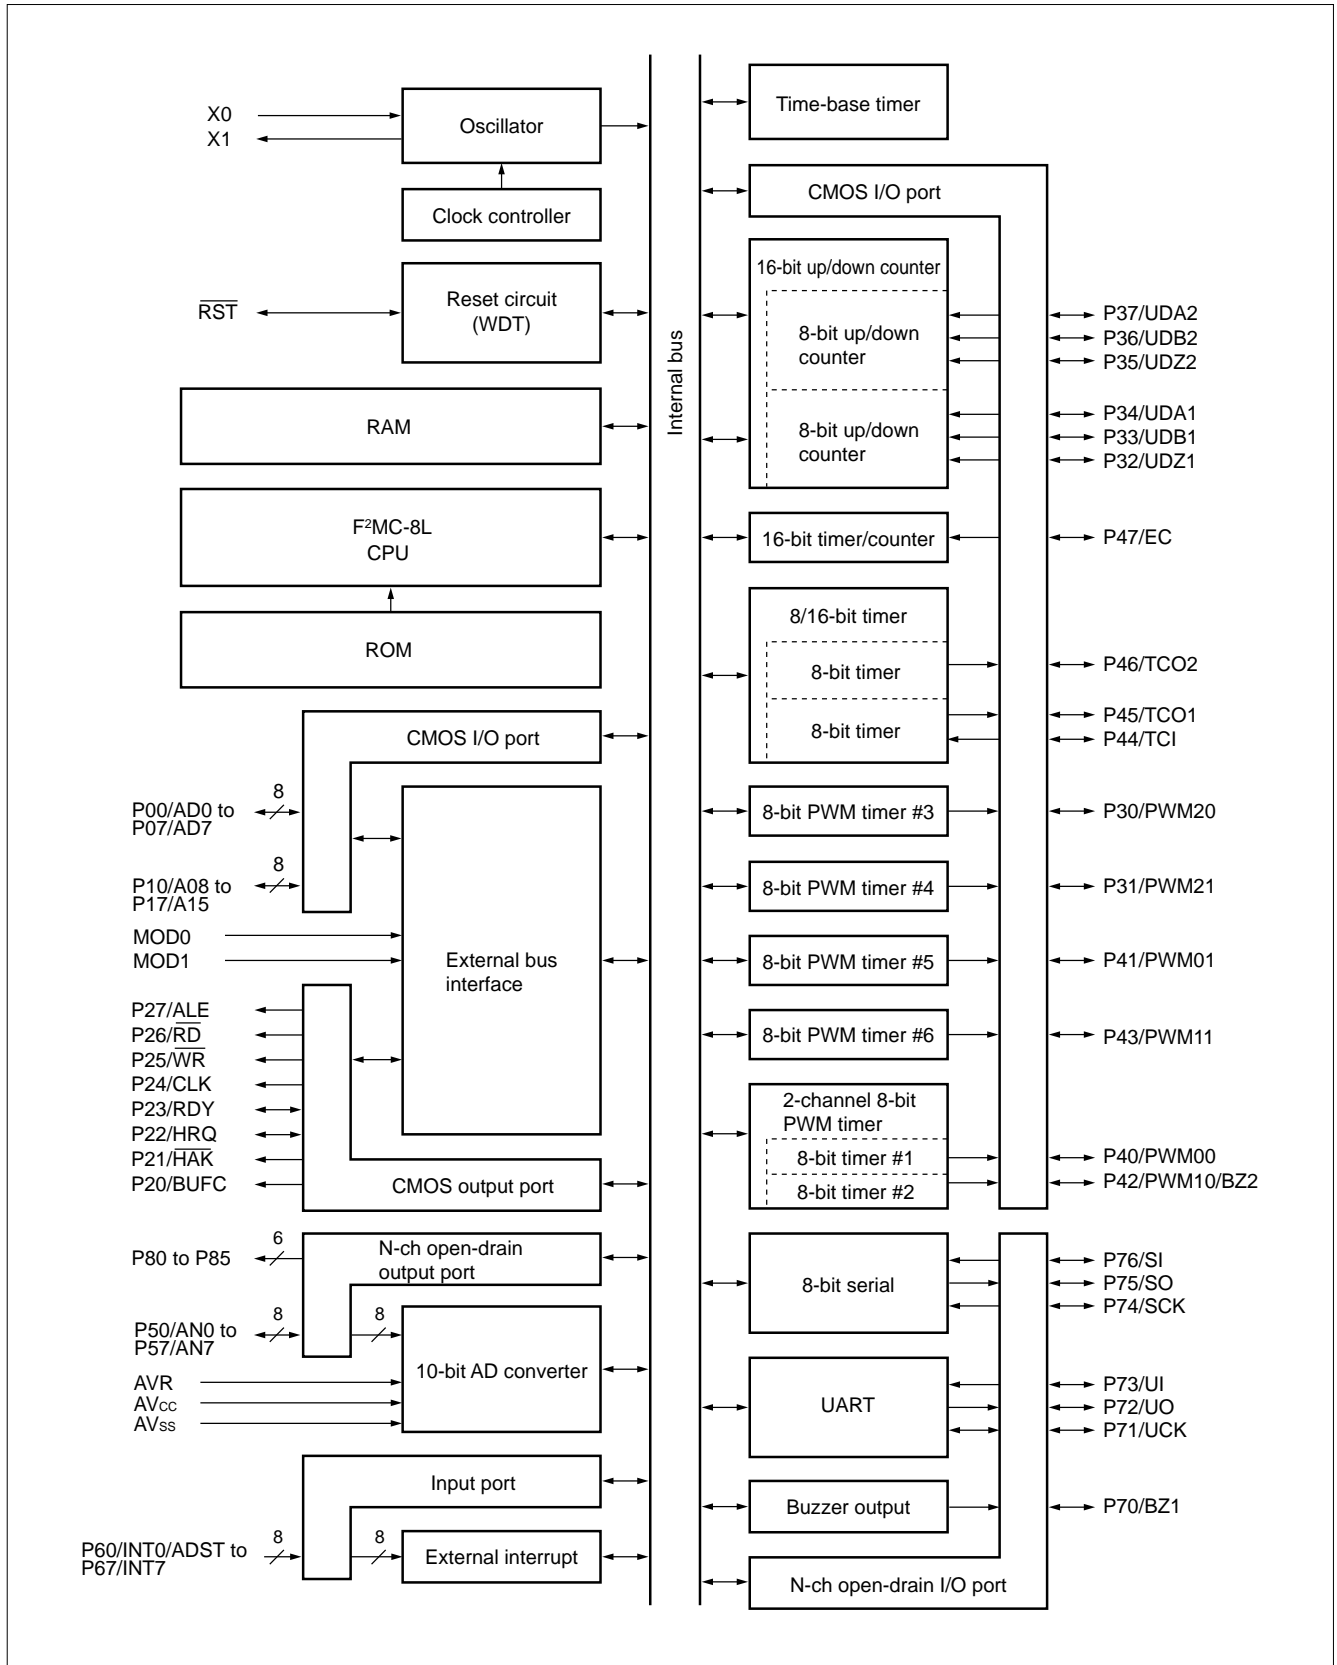 X0
X1
Oscillator
Clock controller
RST
Reset circuit
(WDT)
RAM
F²MC-8L
CPU
ROM
CMOS I/O port
8
P00/AD0 to
P07/AD7
8
P10/A08 to
P17/A15
MOD0
MOD1
External bus
interface
P27/ALE
P26/RD
P25/WR
P24/CLK
P23/RDY
P22/HRQ
P21/HAK
P20/BUFC
CMOS output port
P80 to P85
6
N-ch open-drain
output port
P50/AN0 to
P57/AN7
8
8
10-bit AD converter
AVR
AVcc
AVss
Input port
P60/INT0/ADST to
P67/INT7
8
8
External interrupt
Internal bus
Time-base timer
CMOS I/O port
16-bit up/down counter
8-bit up/down
counter
8-bit up/down
counter
P37/UDA2
P36/UDB2
P35/UDZ2
P34/UDA1
P33/UDB1
P32/UDZ1
16-bit timer/counter
P47/EC
8/16-bit timer
8-bit timer
8-bit timer
P46/TCO2
P45/TCO1
P44/TCI
8-bit PWM timer #3
P30/PWM20
8-bit PWM timer #4
P31/PWM21
8-bit PWM timer #5
P41/PWM01
8-bit PWM timer #6
P43/PWM11
2-channel 8-bit
PWM timer
8-bit timer #1
8-bit timer #2
P40/PWM00
P42/PWM10/BZ2
8-bit serial
P76/SI
P75/SO
P74/SCK
UART
P73/UI
P72/UO
P71/UCK
Buzzer output
P70/BZ1
N-ch open-drain I/O port